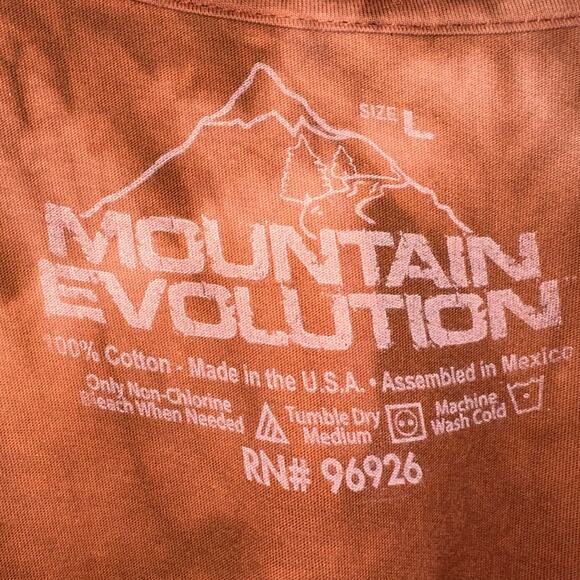 SIZE L
MOUNTAIN
EVOLUTION
100% Cotton - Made in the U.S.A. • Assembled in Mexico
Only Non-Chlorine
Bleach When Needed
Tumble Dry
Medium
Machine
Wash Cold
RN# 96926